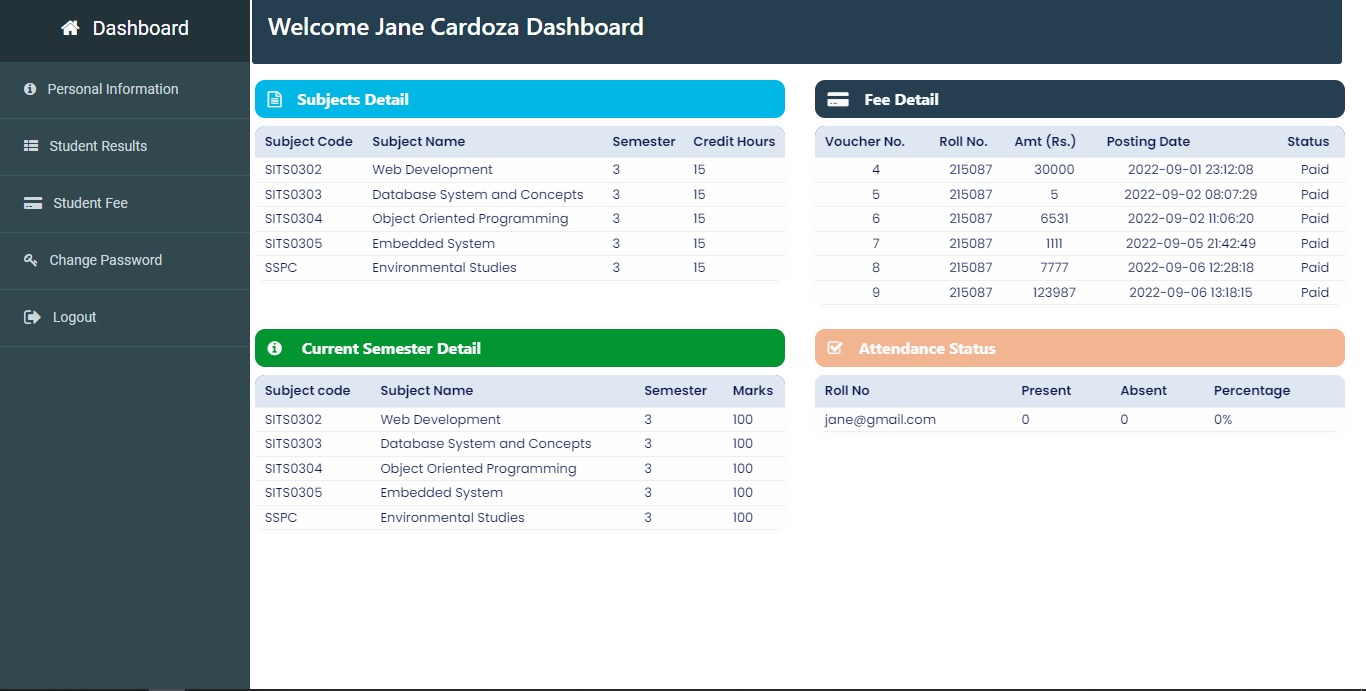 Dashboard
Personal Information
Student Results
Student Fee
Change Password
Logout
Welcome Jane Cardoza Dashboard
Subjects Detail
Subject Code Subject Name Semester Credit Hours
SITS0302 Web Development 3 15
SITS0303 Database System and Concepts 3 15
SITS0304 Object Oriented Programming 3 15
SITS0305 Embedded System 3 15
SSPC Environmental Studies 3 15
Fee Detail
Voucher No. Roll No. Amt (Rs.) Posting Date Status
4 215087 30000 2022-09-01 23:12:08 Paid
5 215087 5 2022-09-02 08:07:29 Paid
6 215087 6531 2022-09-02 11:06:20 Paid
7 215087 1111 2022-09-05 21:42:49 Paid
8 215087 7777 2022-09-06 12:28:18 Paid
9 215087 123987 2022-09-06 13:18:15 Paid
Current Semester Detail
Subject code Subject Name Semester Marks
SITS0302 Web Development 3 100
SITS0303 Database System and Concepts 3 100
SITS0304 Object Oriented Programming 3 100
SITS0305 Embedded System 3 100
SSPC Environmental Studies 3 100
Attendance Status
Roll No Present Absent Percentage
jane@gmail.com 0 0 0%